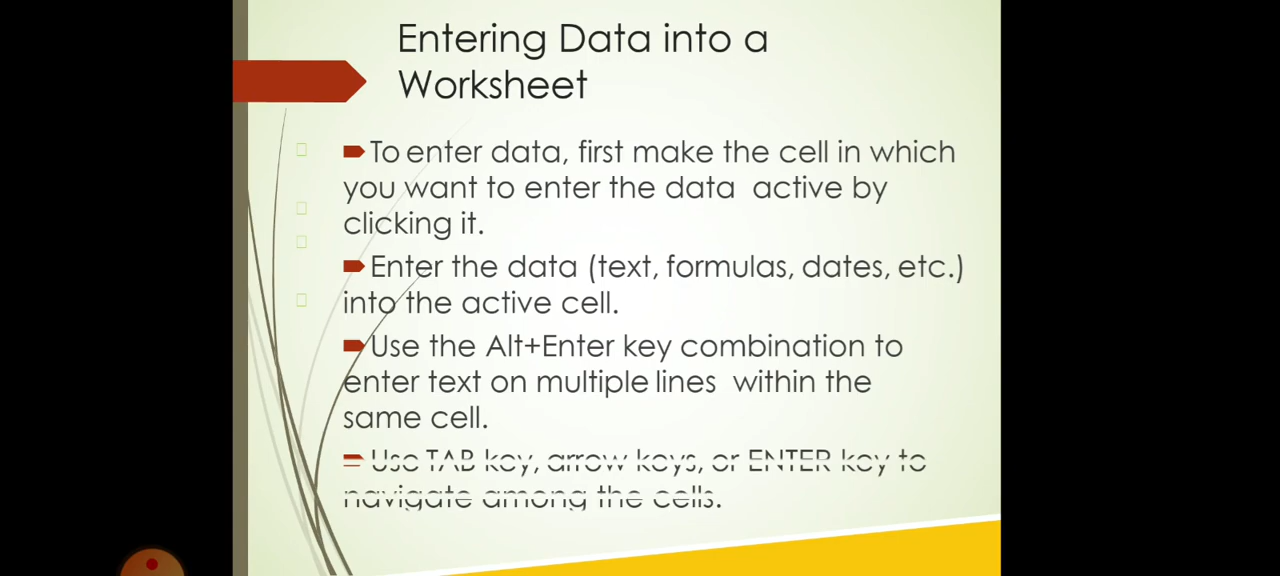 Entering Data into a
Worksheet
To enter data, first make the cell in which
you want to enter the data active by
clicking it.
Enter the data (text, formulas, dates, etc.)
into the active cell.
Use the Alt+Enter key combination to
enter text on multiple lines within the
same cell.
Use TAB key, arrow keys, or ENTER key to
navigate among the cells.